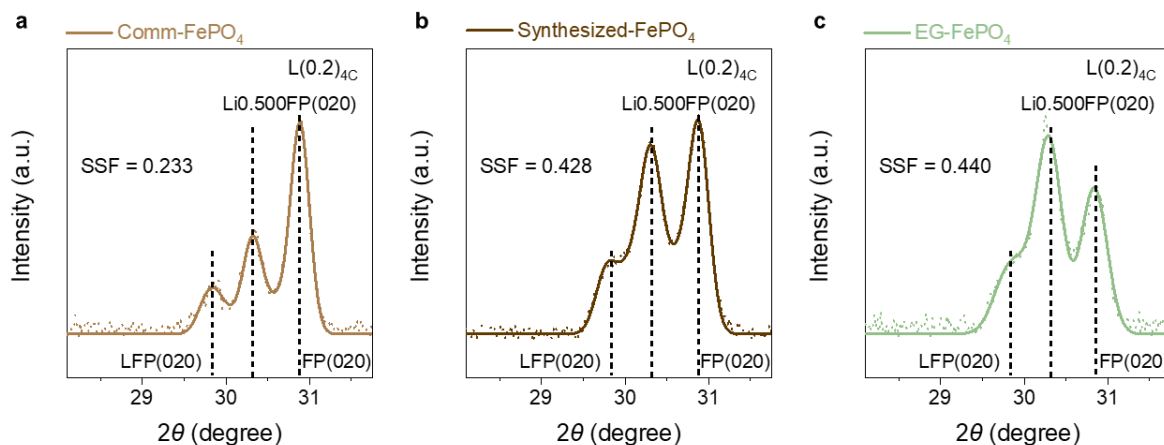 a
Comm-FePO₄
L(0.2)₄C
Li0.500FP(020)
SSF = 0.233
LFP(020)
FP(020)
Intensity (a.u.)
29 30 31
2θ (degree)
b
Synthesized-FePO₄
L(0.2)₄C
Li0.500FP(020)
SSF = 0.428
LFP(020)
FP(020)
Intensity (a.u.)
29 30 31
2θ (degree)
c
EG-FePO₄
L(0.2)₄C
Li0.500FP(020)
SSF = 0.440
LFP(020)
FP(020)
Intensity (a.u.)
29 30 31
2θ (degree)